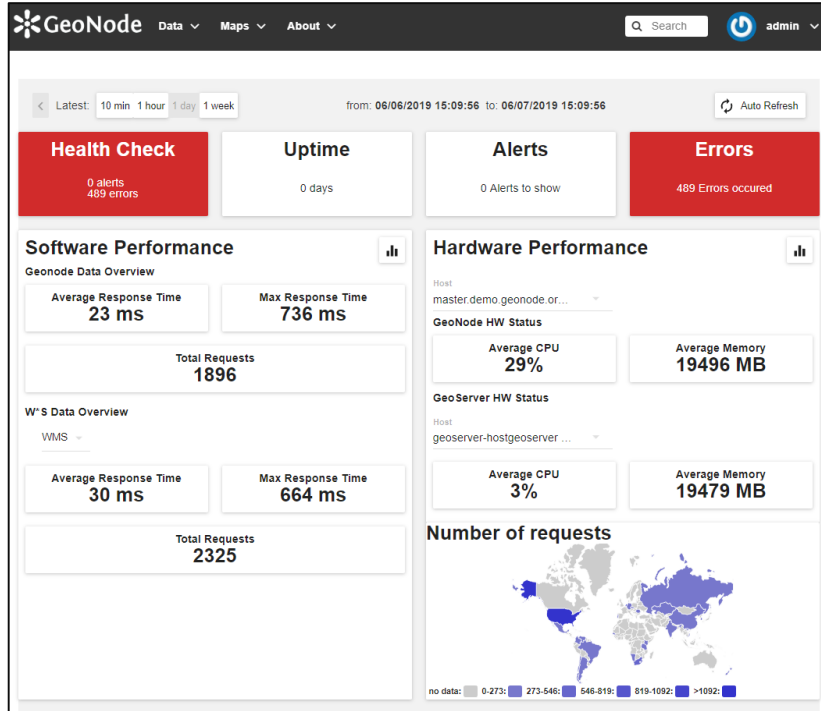 GeoNode Data Maps About Search admin
Latest: 10 min 1 hour 1 day 1 week from: 06/06/2019 15:09:56 to: 06/07/2019 15:09:56 Auto Refresh
Health Check
0 alerts
489 errors
Uptime
0 days
Alerts
0 Alerts to show
Errors
489 Errors occured
Software Performance
Geonode Data Overview
Average Response Time
23 ms
Max Response Time
736 ms
Total Requests
1896
W*S Data Overview
WMS
Average Response Time
30 ms
Max Response Time
664 ms
Total Requests
2325
Hardware Performance
Host
master.demo.geonode.or...
GeoNode HW Status
Average CPU
29%
Average Memory
19496 MB
GeoServer HW Status
Host
geoserver-hostgeoserver ...
Average CPU
3%
Average Memory
19479 MB
Number of requests
no data: 0-273: 273-546: 546-819: 819-1092: >1092: